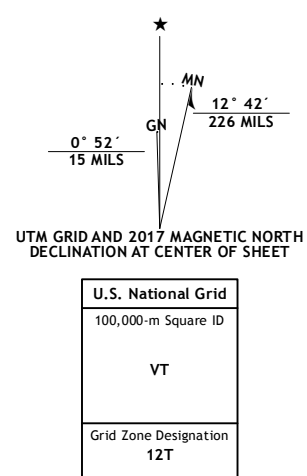 MN
GN
12° 42´
226 MILS
0° 52´
15 MILS
UTM GRID AND 2017 MAGNETIC NORTH
DECLINATION AT CENTER OF SHEET
U.S. National Grid
100,000-m Square ID
VT
Grid Zone Designation
12T